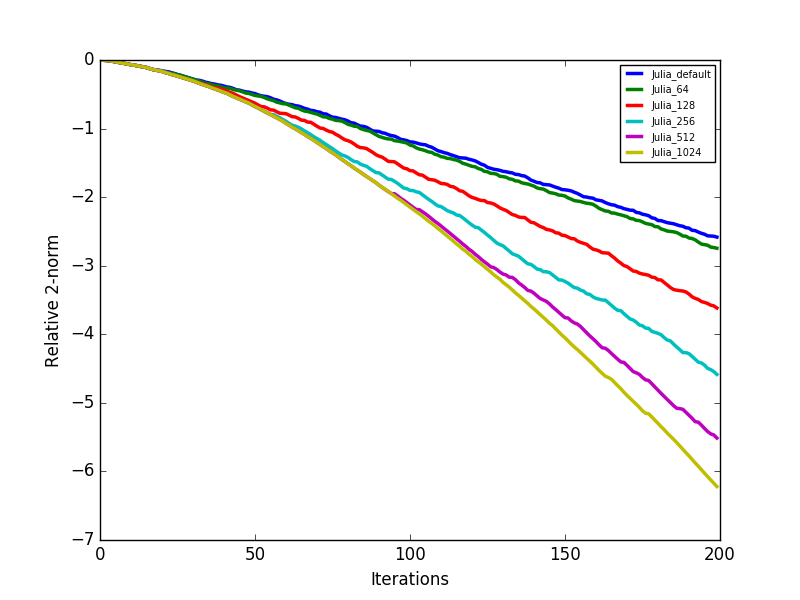 0
−1
−2
−3
−4
−5
−6
−7
Relative 2-norm
0 50 100 150 200
Iterations
Julia_default
Julia_64
Julia_128
Julia_256
Julia_512
Julia_1024